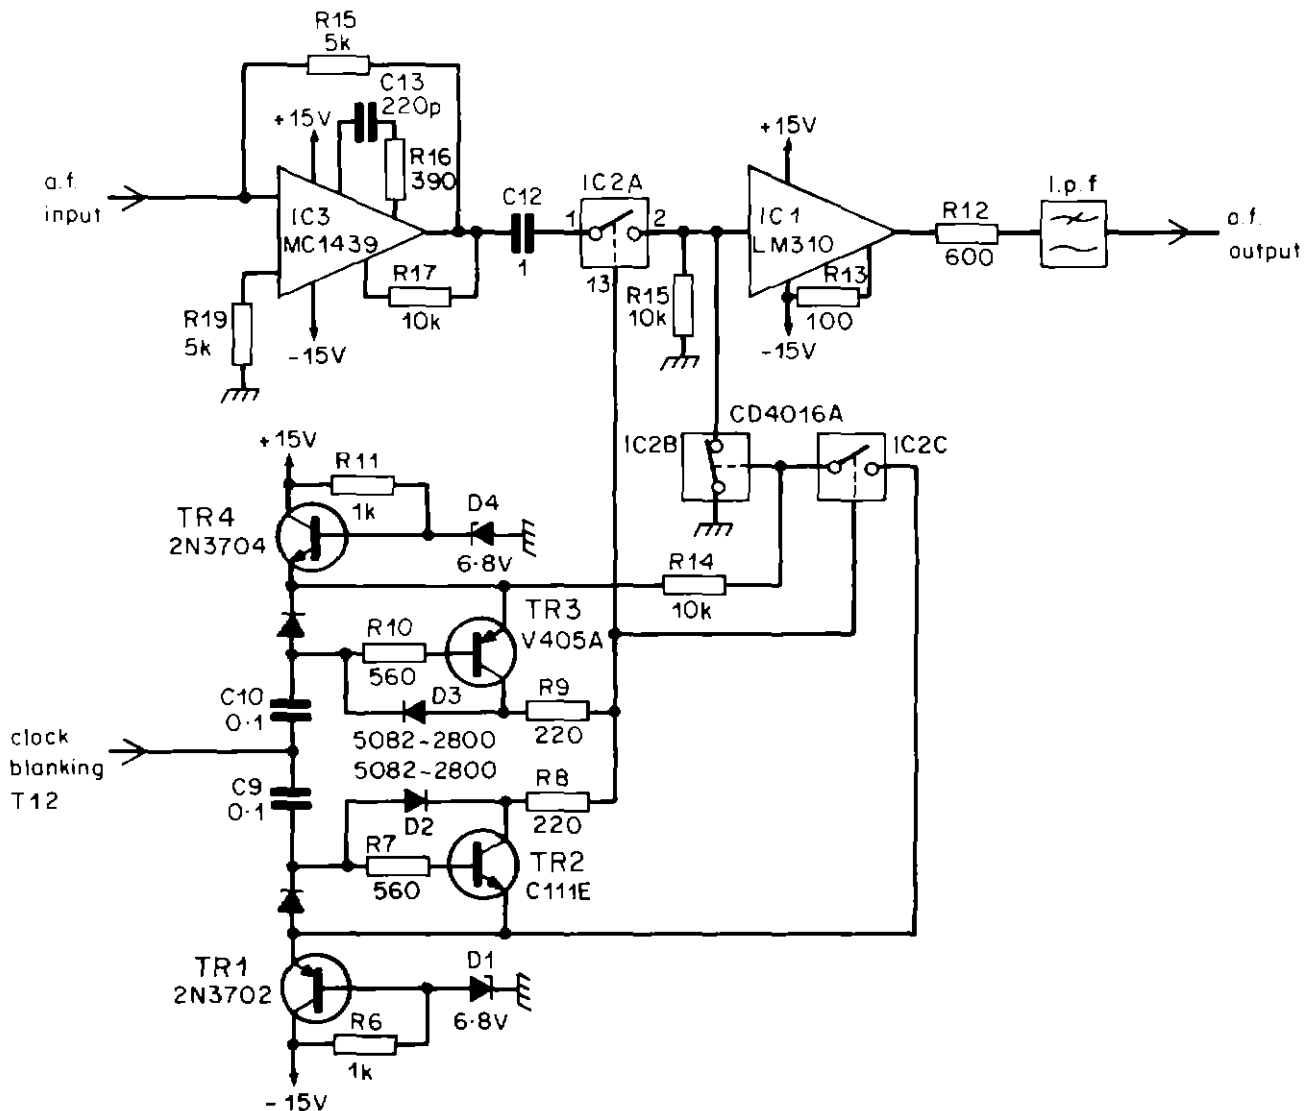 R15
5k
C13
220p
+15V
R16
390
a.f.
input
IC3
MC1439
C12
1
IC2A
1
2
13
+15V
IC1
LM310
R12
600
l.p.f
a.f.
output
R17
10k
R15
10k
R13
100
R19
5k
-15V
-15V
CD4016A
IC2B
IC2C
+15V
R11
1k
TR4
2N3704
D4
6·8V
R14
10k
TR3
V405A
R10
560
C10
0·1
D3
R9
220
5082-2800
5082-2800
clock
blanking
T12
C9
0·1
D2
R8
220
R7
560
TR2
C111E
TR1
2N3702
D1
6·8V
R6
1k
-15V